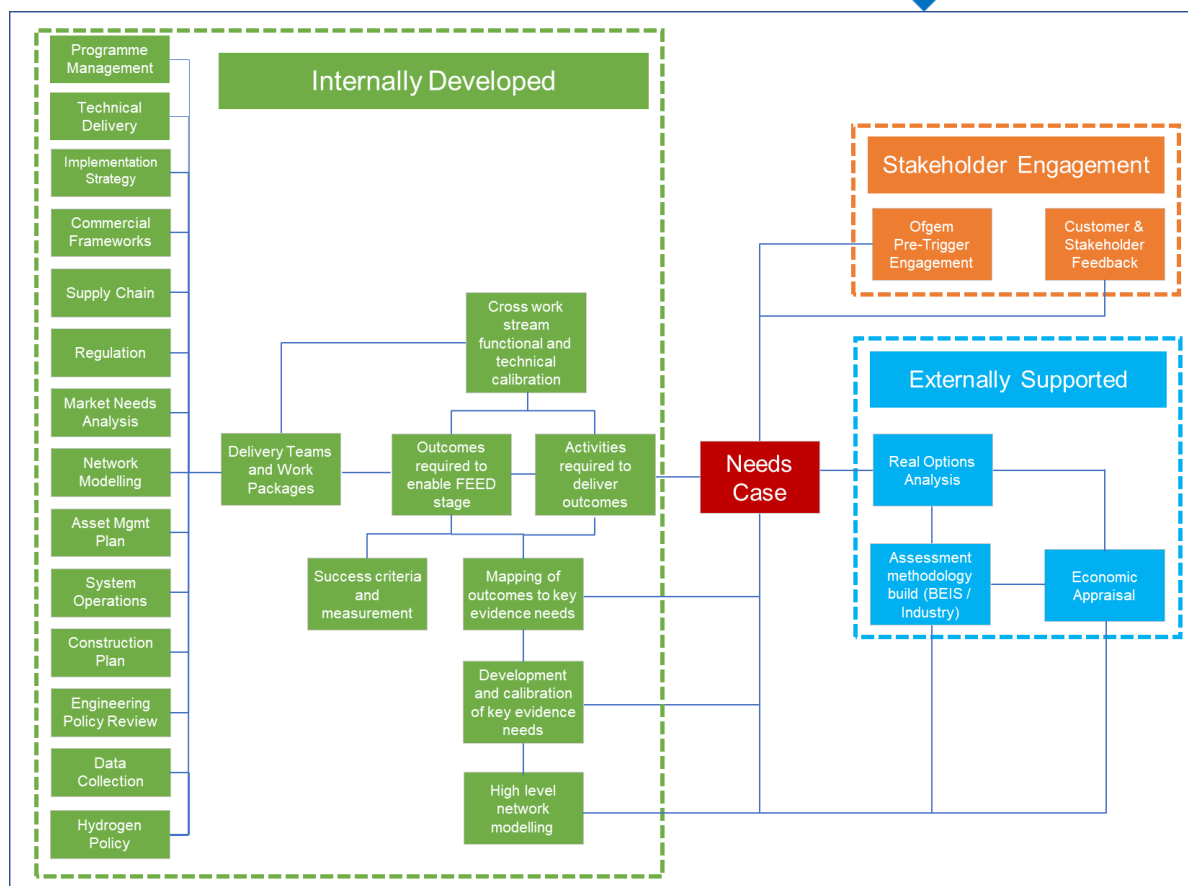 Internally Developed
Programme
Management
Technical
Delivery
Implementation
Strategy
Commercial
Frameworks
Supply Chain
Regulation
Market Needs
Analysis
Network
Modelling
Asset Mgmt
Plan
System
Operations
Construction
Plan
Engineering
Policy Review
Data
Collection
Hydrogen
Policy
Delivery Teams
and Work
Packages
Cross work
stream
functional and
technical
calibration
Outcomes
required to
enable FEED
stage
Activities
required to
deliver outcomes
Success criteria
and
measurement
Mapping of
outcomes to key
evidence needs
Development
and calibration
of key evidence
needs
High level
network
modelling
Needs
Case
Stakeholder Engagement
Ofgem
Pre-Trigger
Engagement
Customer &
Stakeholder
Feedback
Externally Supported
Real Options
Analysis
Assessment
methodology
build (BEIS /
Industry)
Economic
Appraisal